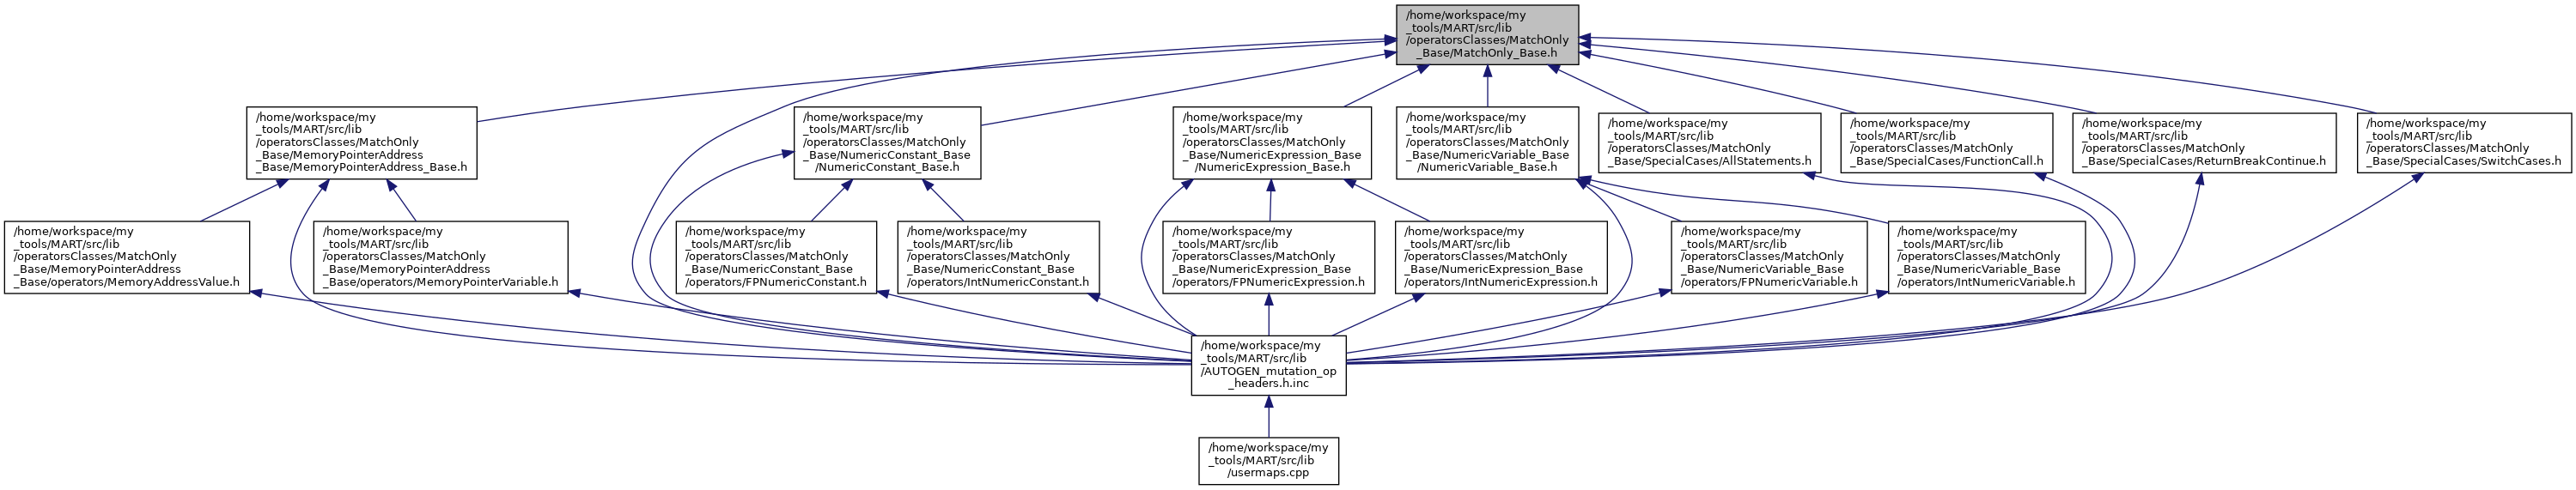 /home/workspace/my
_tools/MART/src/lib
/operatorsClasses/MatchOnly
_Base/MatchOnly_Base.h
/home/workspace/my
_tools/MART/src/lib
/operatorsClasses/MatchOnly
_Base/MemoryPointerAddress
_Base/MemoryPointerAddress_Base.h
/home/workspace/my
_tools/MART/src/lib
/operatorsClasses/MatchOnly
_Base/NumericConstant_Base
/NumericConstant_Base.h
/home/workspace/my
_tools/MART/src/lib
/operatorsClasses/MatchOnly
_Base/NumericExpression_Base
/NumericExpression_Base.h
/home/workspace/my
_tools/MART/src/lib
/operatorsClasses/MatchOnly
_Base/NumericVariable_Base
/NumericVariable_Base.h
/home/workspace/my
_tools/MART/src/lib
/operatorsClasses/MatchOnly
_Base/SpecialCases/AllStatements.h
/home/workspace/my
_tools/MART/src/lib
/operatorsClasses/MatchOnly
_Base/SpecialCases/FunctionCall.h
/home/workspace/my
_tools/MART/src/lib
/operatorsClasses/MatchOnly
_Base/SpecialCases/ReturnBreakContinue.h
/home/workspace/my
_tools/MART/src/lib
/operatorsClasses/MatchOnly
_Base/SpecialCases/SwitchCases.h
/home/workspace/my
_tools/MART/src/lib
/operatorsClasses/MatchOnly
_Base/MemoryPointerAddress
_Base/operators/MemoryAddressValue.h
/home/workspace/my
_tools/MART/src/lib
/operatorsClasses/MatchOnly
_Base/MemoryPointerAddress
_Base/operators/MemoryPointerVariable.h
/home/workspace/my
_tools/MART/src/lib
/operatorsClasses/MatchOnly
_Base/NumericConstant_Base
/operators/FPNumericConstant.h
/home/workspace/my
_tools/MART/src/lib
/operatorsClasses/MatchOnly
_Base/NumericConstant_Base
/operators/IntNumericConstant.h
/home/workspace/my
_tools/MART/src/lib
/operatorsClasses/MatchOnly
_Base/NumericExpression_Base
/operators/FPNumericExpression.h
/home/workspace/my
_tools/MART/src/lib
/operatorsClasses/MatchOnly
_Base/NumericExpression_Base
/operators/IntNumericExpression.h
/home/workspace/my
_tools/MART/src/lib
/operatorsClasses/MatchOnly
_Base/NumericVariable_Base
/operators/FPNumericVariable.h
/home/workspace/my
_tools/MART/src/lib
/operatorsClasses/MatchOnly
_Base/NumericVariable_Base
/operators/IntNumericVariable.h
/home/workspace/my
_tools/MART/src/lib
/AUTOGEN_mutation_op
_headers.h.inc
/home/workspace/my
_tools/MART/src/lib
/usermaps.cpp